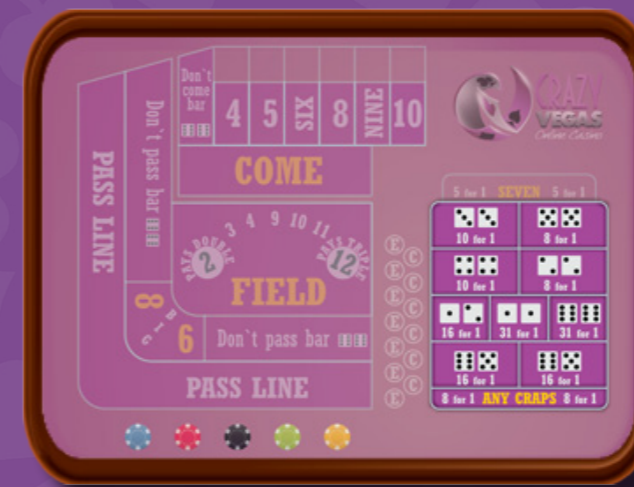 Don't
come
bar
4 5 SIX 8 NINE 10
CRAZY
VEGAS
Online Casino
Don't pass bar
PASS LINE
COME
5 for 1 SEVEN 5 for 1
3 4 9 10 11
PAYS DOUBLE
2
PAYS TRIPLE
12
FIELD
10 for 1
8 for 1
10 for 1
8 for 1
16 for 1
31 for 1
31 for 1
16 for 1
16 for 1
8 for 1 ANY CRAPS 8 for 1
8
BIG
6
Don't pass bar
PASS LINE
E C
E C
E C
E C
E C
E C
E C
E